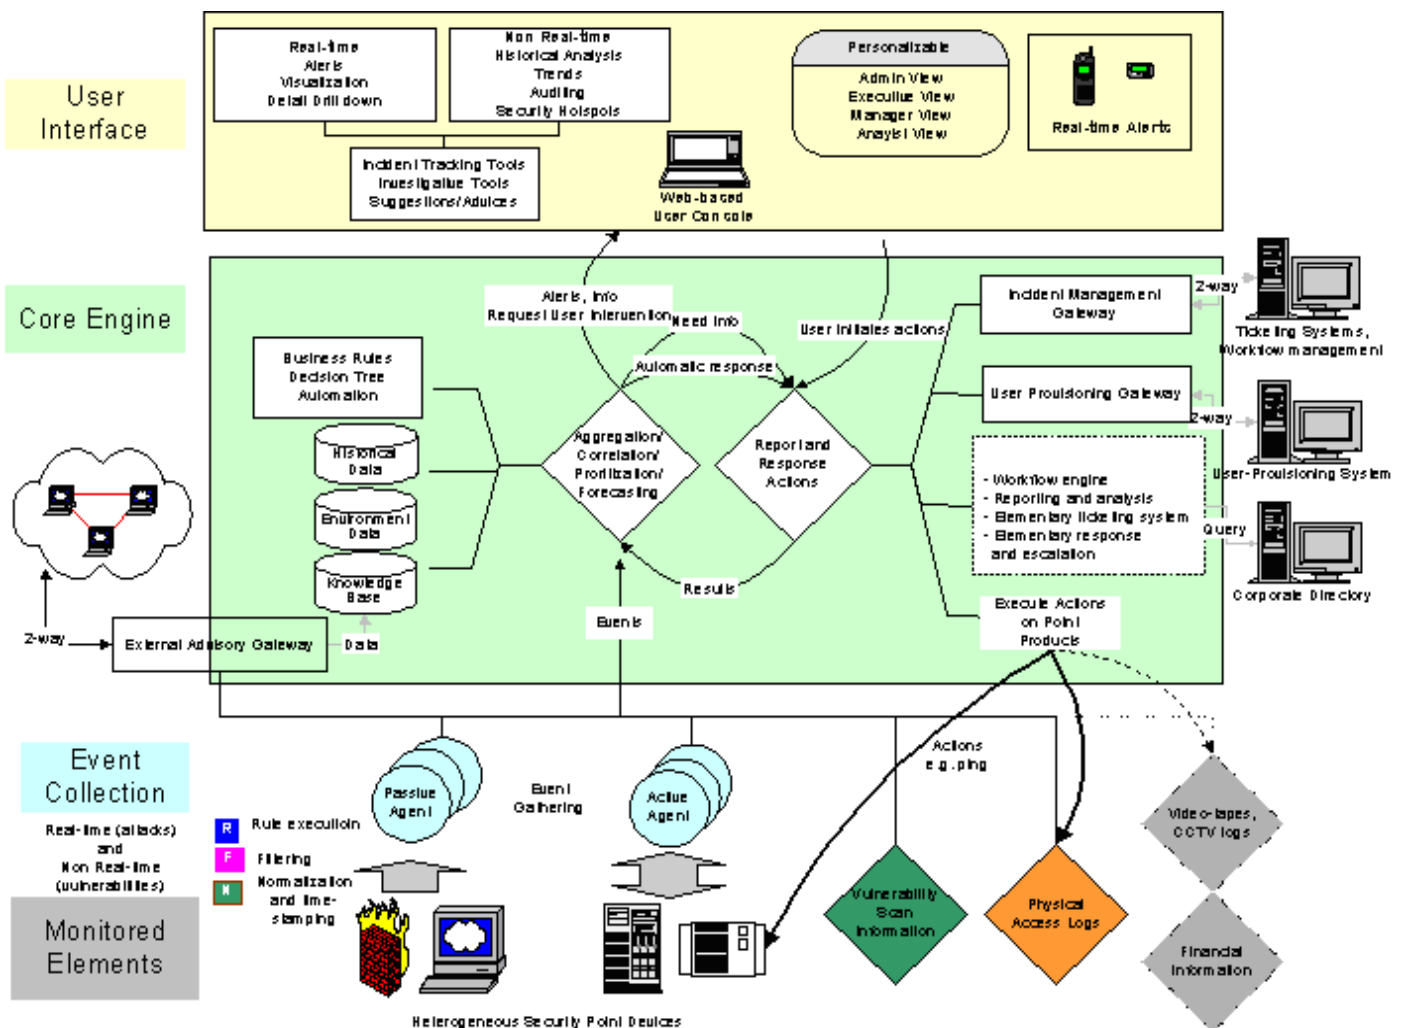 User
Interface
Real-time
Alerts
Visualization
Detail Drilldown
Non Real-time
Historical Analysis
Trends
Auditing
Security Hotspots
Incident Tracking Tools
Investigative Tools
Suggestions/Advices
Web-based
User Console
Personalizable
Admin View
Executive View
Manager View
Anaylst View
Real-time Alerts
Core Engine
Alerts, Info
Request User Intervention
Need Info
Automatic response
User initiates actions
Business Rules
Decision Tree
Automation
Historical
Data
Environment
Data
Knowledge
Base
Aggregation/
Correlation/
Prioritization/
Forecasting
Report and
Response
Actions
Results
Events
Incident Management
Gateway
User Provisioning Gateway
- Workflow engine
- Reporting and analysis
- Elementary ticketing system
- Elementary response
and escalation
Execute Actions
on Point
Products
2-way
Ticketing Systems,
Workflow management
2-way
User-Provisioning System
Query
Corporate Directory
2-way
External Advisory Gateway
Data
Event
Collection
Real-time (attacks)
and
Non Real-time
(vulnerabilities)
R Rule execution
F Filtering
N Normalization
and time-
stamping
Passive
Agent
Event
Gathering
Active
Agent
Actions
e.g. ping
Monitored
Elements
Heterogeneous Security Point Devices
Vulnerability
Scan
Information
Physical
Access Logs
Video-tapes,
CCTV logs
Financial
Information